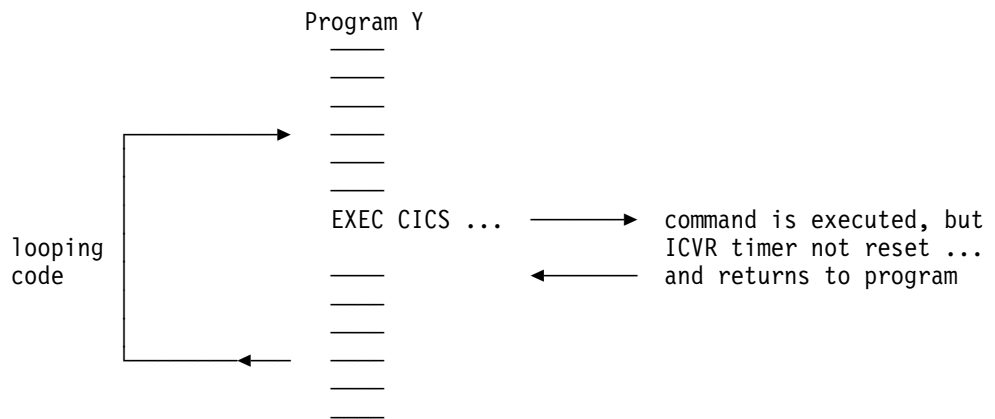 Program Y
EXEC CICS ...
command is executed, but
ICVR timer not reset ...
and returns to program
looping
code